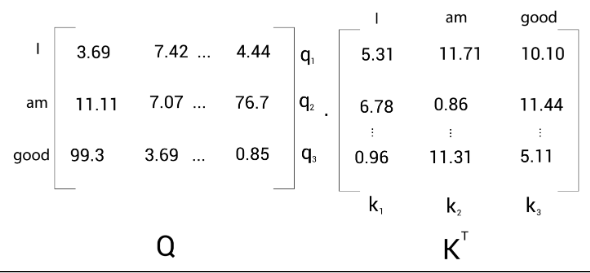 I am good
I 3.69 7.42 ... 4.44 q₁ 5.31 11.71 10.10
am 11.11 7.07 ... 76.7 q₂ . 6.78 0.86 11.44
⋮ ⋮ ⋮
good 99.3 3.69 ... 0.85 q₃ 0.96 11.31 5.11
k₁ k₂ k₃
Q Kᵀ